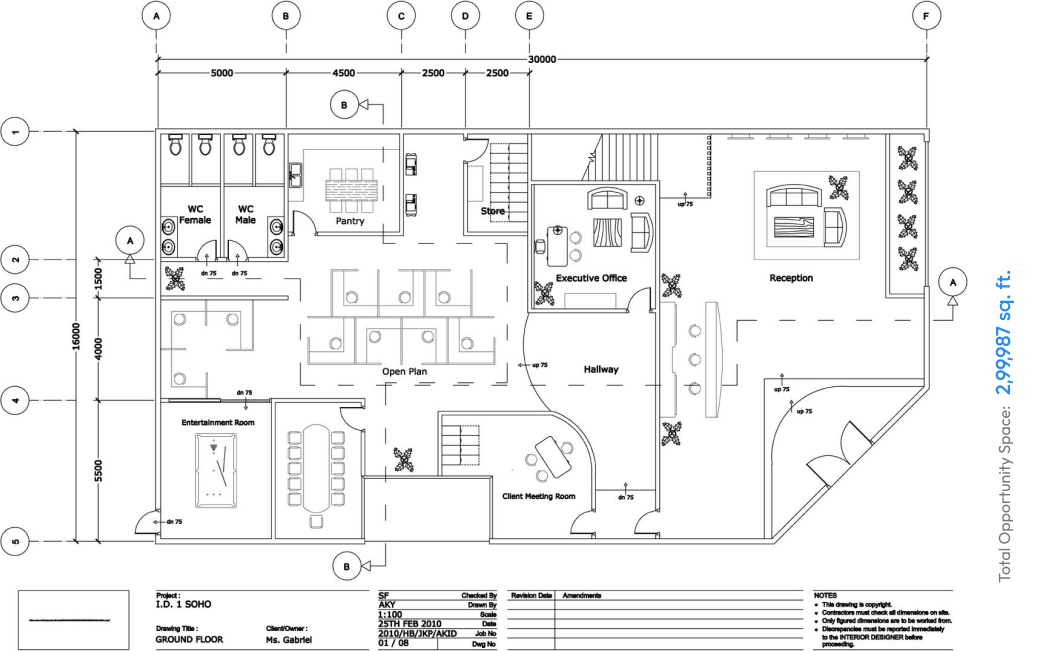 A B C D E F
30000
5000 4500 2500 2500
B
1
WC
Female
WC
Male
Pantry
Store
up 75
A
2
dn 75 dn 75
1500
Executive Office
Reception
A
3
16000
4000
up 75
Hallway
Open Plan
up 75
up 75
4
dn 75
Entertainment Room
5500
Client Meeting Room
dn 75
dn 75
5
B
Total Opportunity Space: 2,99,987 sq. ft.
Project :
I.D. 1 SOHO
Drawing Title :
GROUND FLOOR
Client/Owner :
Ms. Gabriel
SF Checked By
AKY Drawn By
1:100 Scale
25TH FEB 2010 Date
2010/HB/JKP/AKID Job No
01 / 08 Dwg No
Revision Date Amendments
NOTES
• This drawing is copyright.
• Contractors must check all dimensions on site.
• Only figured dimensions are to be worked from.
• Discrepancies must be reported immediately
to the INTERIOR DESIGNER before
proceeding.